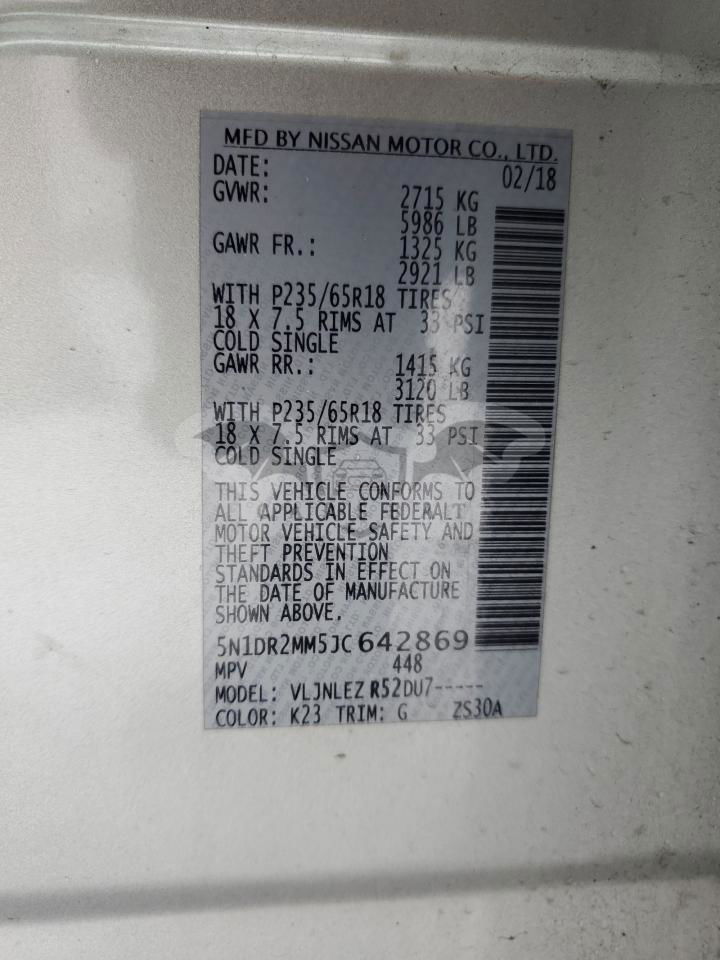 MFD BY NISSAN MOTOR CO., LTD.
DATE: 02/18
GVWR: 2715 KG
5986 LB
GAWR FR.: 1325 KG
2921 LB
WITH P235/65R18 TIRES
18 X 7.5 RIMS AT 33 PSI
COLD SINGLE
GAWR RR.: 1415 KG
3120 LB
WITH P235/65R18 TIRES
18 X 7.5 RIMS AT 33 PSI
COLD SINGLE
THIS VEHICLE CONFORMS TO
ALL APPLICABLE FEDERAL
MOTOR VEHICLE SAFETY AND
THEFT PREVENTION
STANDARDS IN EFFECT ON
THE DATE OF MANUFACTURE
SHOWN ABOVE.
5N1DR2MM5JC642869
MPV 448
MODEL: VLJNLEZ R52DU7-----
COLOR: K23 TRIM: G ZS30A